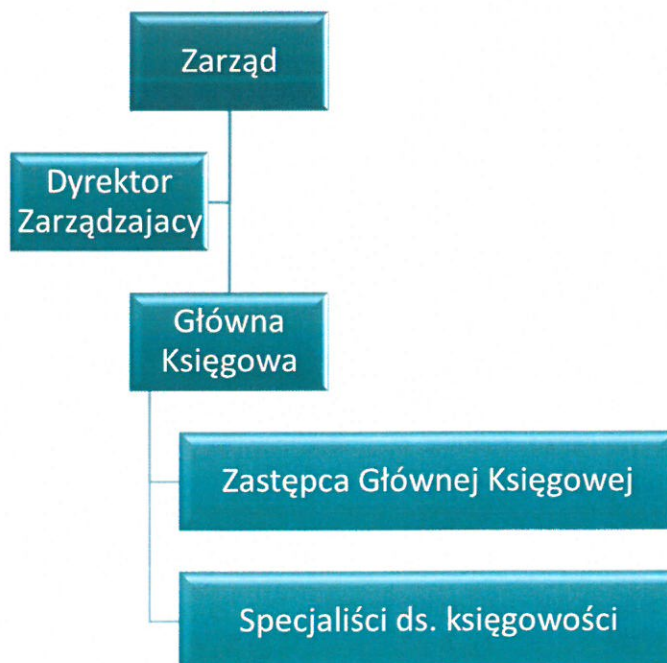 Zarząd
Dyrektor
Zarządzajacy
Główna
Księgowa
Zastępca Głównej Księgowej
Specjaliści ds. księgowości